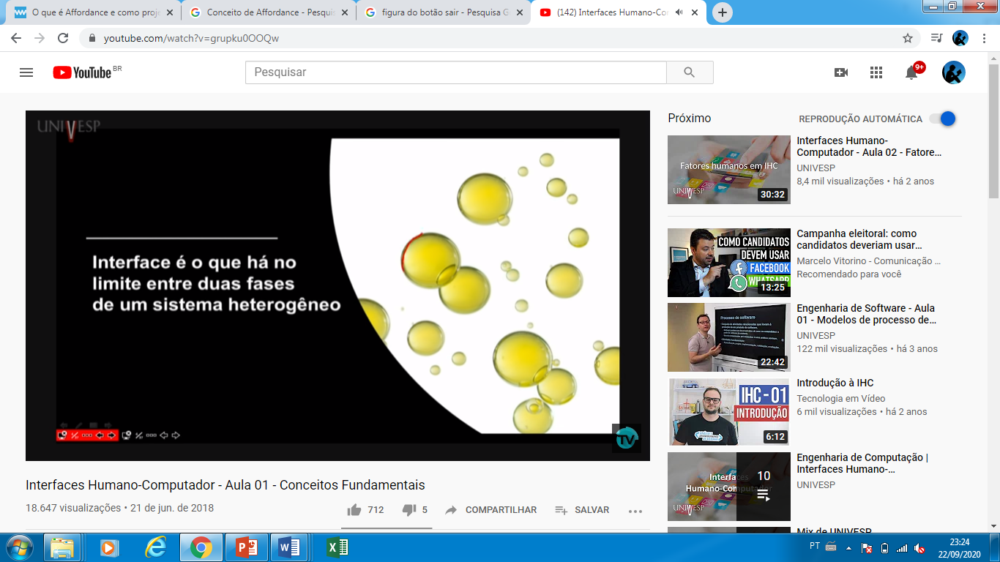 O que é Affordance e como proje
Conceito de Affordance - Pesquis
figura do botão sair - Pesquisa G
(142) Interfaces Humano-Co
youtube.com/watch?v=grupku0OOQw
YouTube BR
Pesquisar
9+
UNIVESP
Interface é o que há no
limite entre duas fases
de um sistema heterogêneo
TV
Interfaces Humano-Computador - Aula 01 - Conceitos Fundamentais
18.647 visualizações • 21 de jun. de 2018
712
5
COMPARTILHAR
SALVAR
Próximo
REPRODUÇÃO AUTOMÁTICA
Fatores humanos em IHC
UNIVESP
30:32
Interfaces Humano-
Computador - Aula 02 - Fatore...
UNIVESP
8,4 mil visualizações • há 2 anos
COMO CANDIDATOS
DEVEM USAR
FACEBOOK
WHATSAPP
13:25
Campanha eleitoral: como
candidatos deveriam usar...
Marcelo Vitorino - Comunicação ...
Recomendado para você
Processo de software
22:42
Engenharia de Software - Aula
01 - Modelos de processo de...
UNIVESP
122 mil visualizações • há 3 anos
IHC - 01
INTRODUÇÃO
6:12
Introdução à IHC
Tecnologia em Vídeo
6 mil visualizações • há 2 anos
Interfaces
Humano-Computador
UNIVESP
10
Engenharia de Computação |
Interfaces Humano-...
UNIVESP
Mix de UNIVESP
PT
23:24
22/09/2020